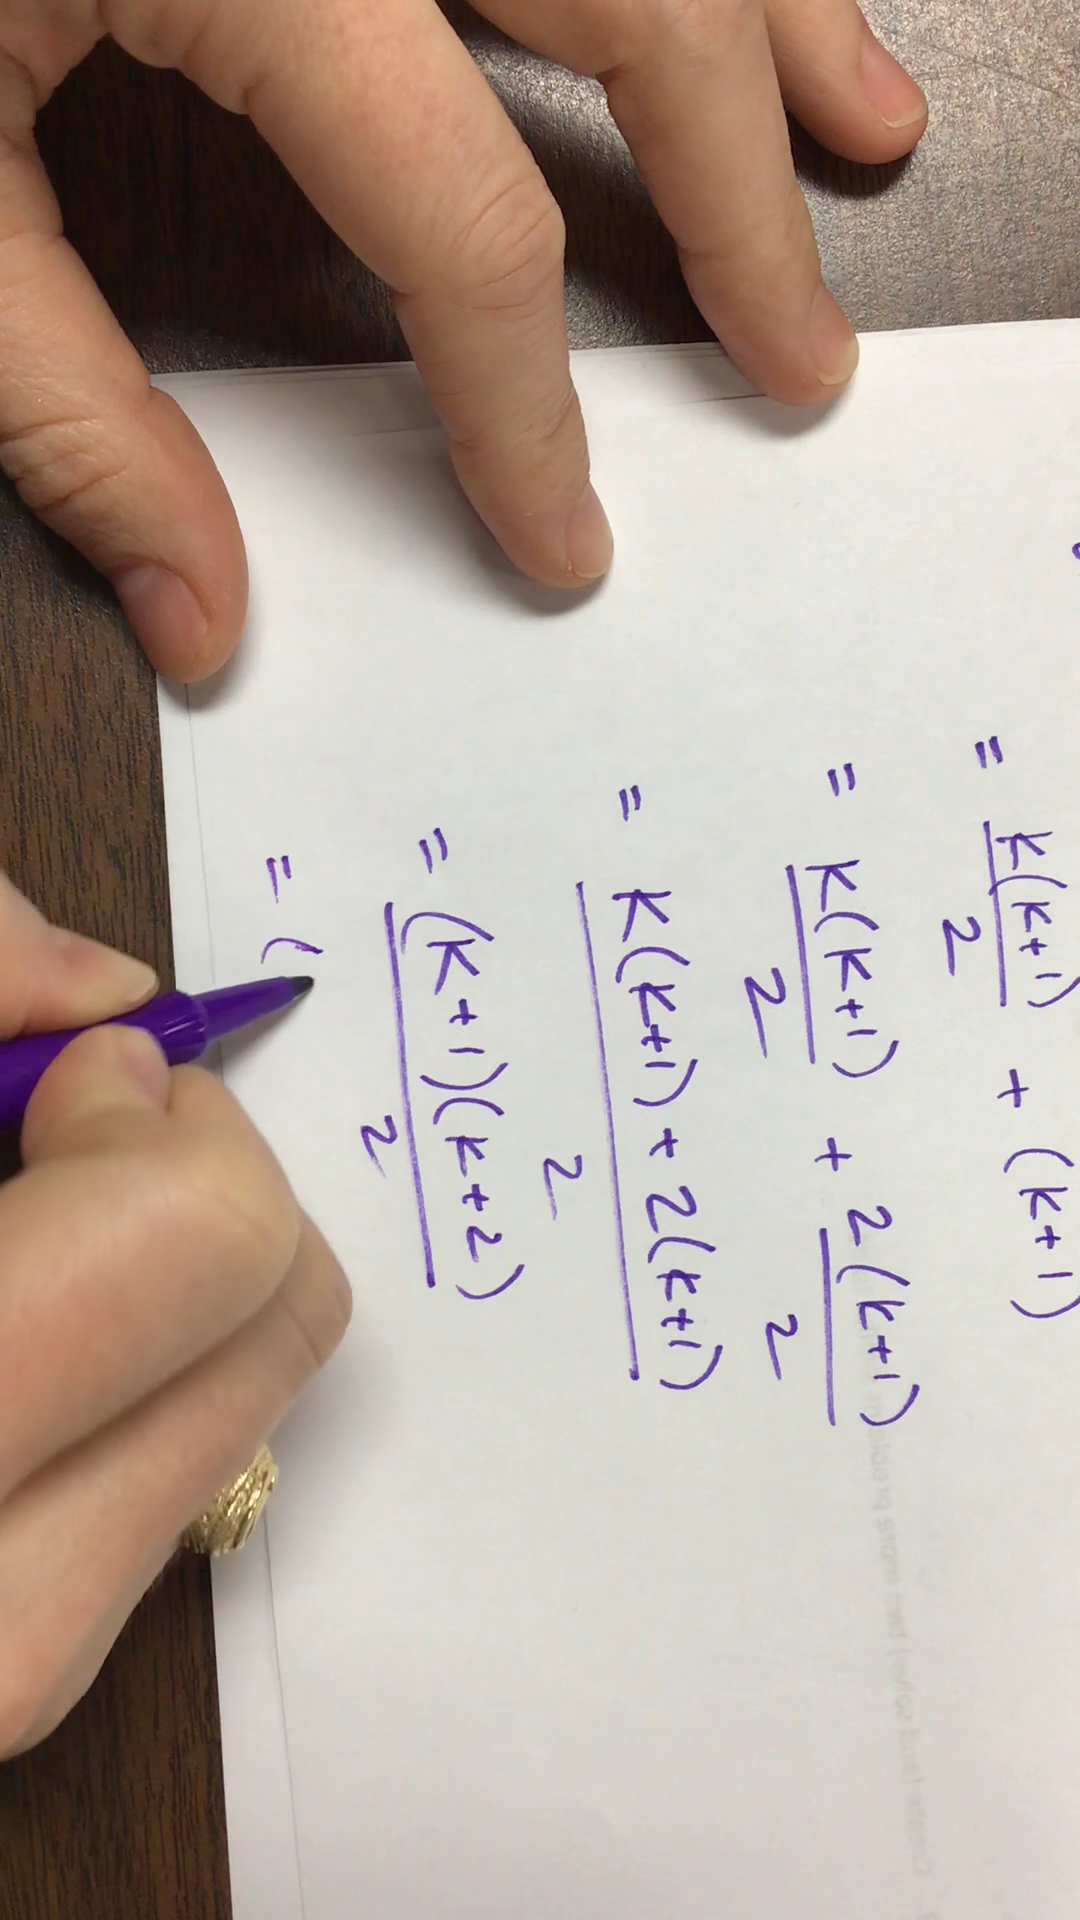 = K(K+1)/2 + (K+1)
= K(K+1)/2 + 2(K+1)/2
= K(K+1) + 2(K+1)/2
= (K+1)(K+2)/2
= (